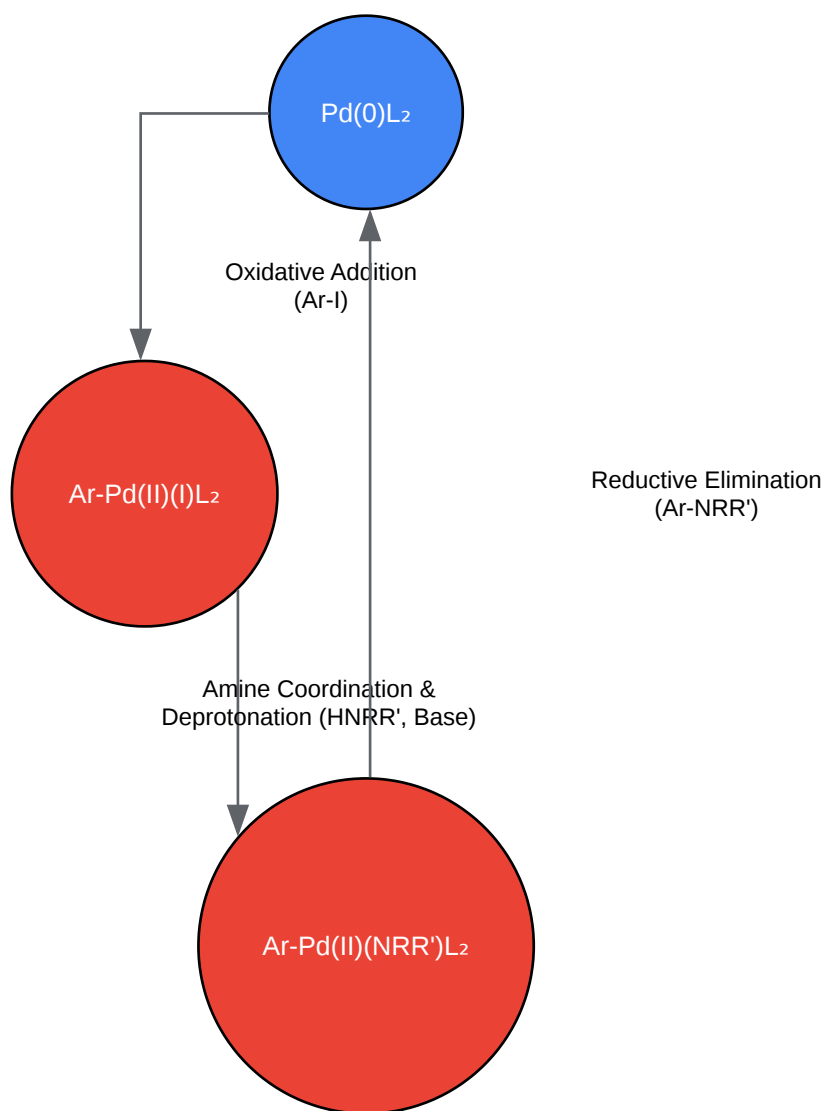 Pd(0)L₂
Oxidative Addition
(Ar-I)
Ar-Pd(II)(I)L₂
Reductive Elimination
(Ar-NRR')
Amine Coordination &
Deprotonation (HNRR', Base)
Ar-Pd(II)(NRR')L₂